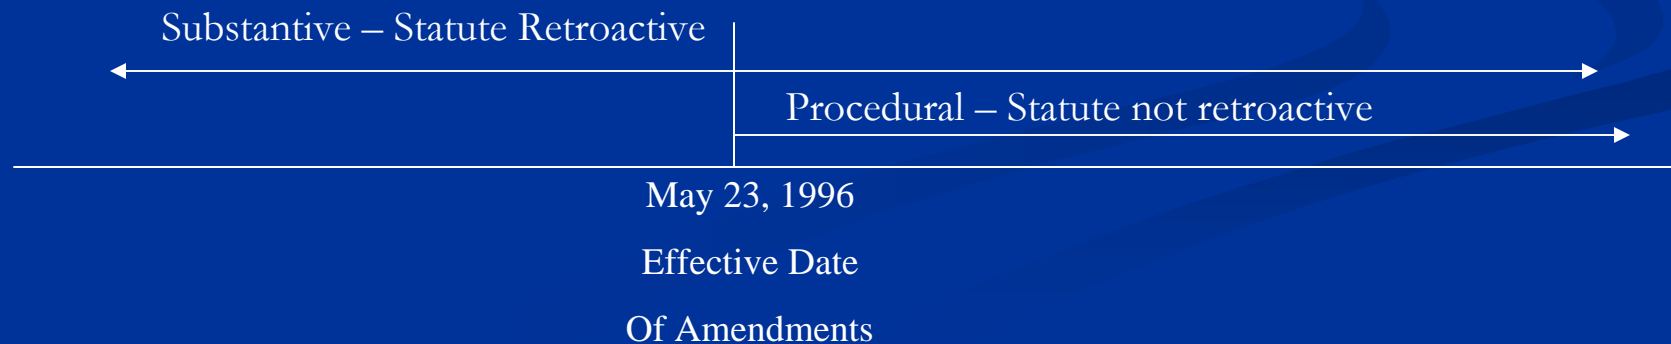 Substantive – Statute Retroactive
Procedural – Statute not retroactive
May 23, 1996
Effective Date
Of Amendments